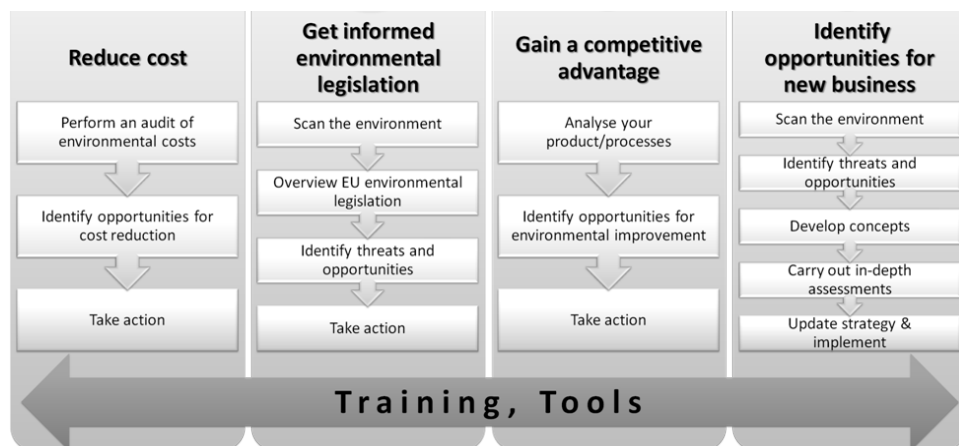 Reduce cost
Perform an audit of
environmental costs
Identify opportunities for
cost reduction
Take action
Get informed
environmental
legislation
Scan the environment
Overview EU environmental
legislation
Identify threats and
opportunities
Take action
Gain a competitive
advantage
Analyse your
product/processes
Identify opportunities for
environmental improvement
Take action
Identify
opportunities for
new business
Scan the environment
Identify threats and
opportunities
Develop concepts
Carry out in-depth
assessments
Update strategy &
implement
Training, Tools